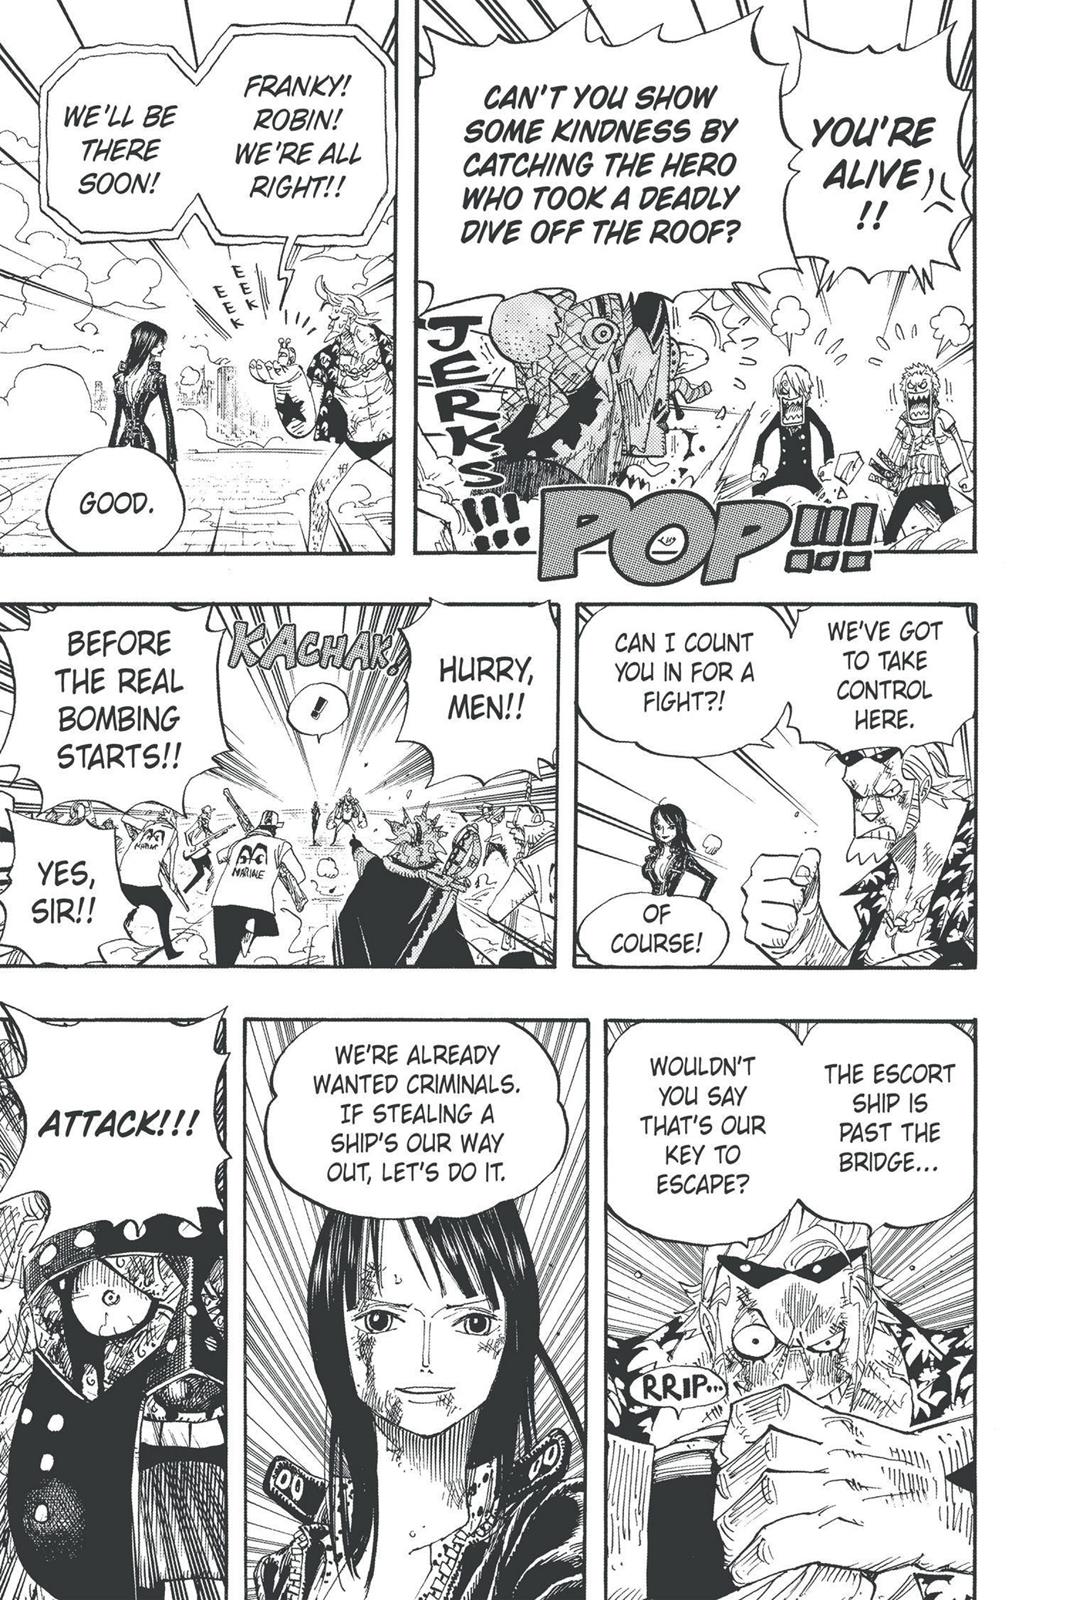 YOU'RE
ALIVE
!!
CAN'T YOU SHOW
SOME KINDNESS BY
CATCHING THE HERO
WHO TOOK A DEADLY
DIVE OFF THE ROOF?
JERKS!!!
POP!!!
FRANKY!
ROBIN!
WE'RE ALL
RIGHT!!
WE'LL BE
THERE
SOON!
EEK
EEK
GOOD.
WE'VE GOT
TO TAKE
CONTROL
HERE.
CAN I COUNT
YOU IN FOR A
FIGHT?!
OF
COURSE!
HURRY,
MEN!!
KACHAK!
!
BEFORE
THE REAL
BOMBING
STARTS!!
MARINE
MARINE
YES,
SIR!!
THE ESCORT
SHIP IS
PAST THE
BRIDGE...
WOULDN'T
YOU SAY
THAT'S OUR
KEY TO
ESCAPE?
RRIP...
WE'RE ALREADY
WANTED CRIMINALS.
IF STEALING A
SHIP'S OUR WAY
OUT, LET'S DO IT.
ATTACK!!!